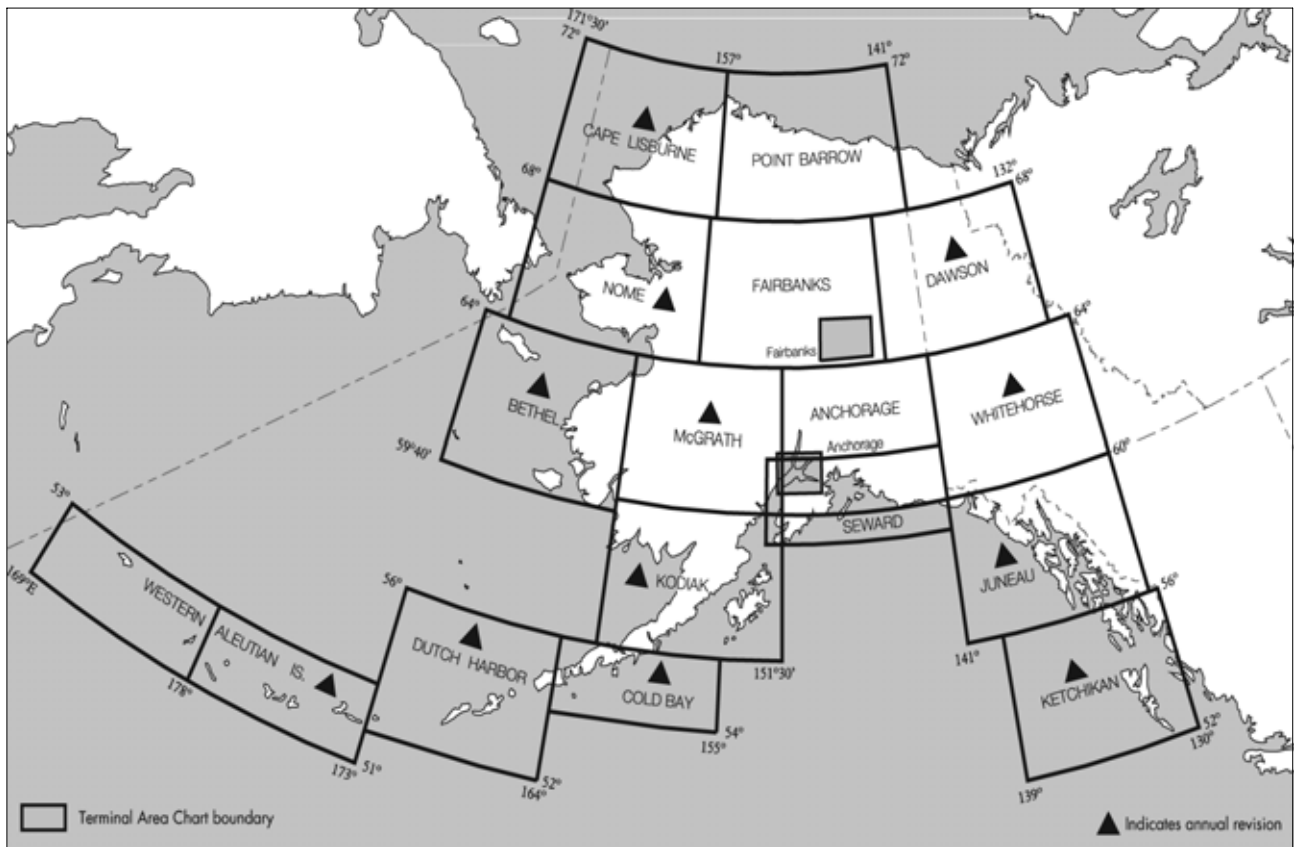 171°30'
72°
157°
141°
72°
CAPE LISBURNE
POINT BARROW
68°
132°
68°
NOME
FAIRBANKS
DAWSON
64°
Fairbanks
64°
BETHEL
McGRATH
ANCHORAGE
WHITEHORSE
Anchorage
59°40'
60°
53°
SEWARD
169°E
WESTERN ALEUTIAN IS.
56°
KODIAK
JUNEAU
56°
DUTCH HARBOR
COLD BAY
151°30'
141°
KETCHIKAN
178°
173°
51°
164°
52°
155°
54°
52°
130°
139°
Terminal Area Chart boundary
Indicates annual revision